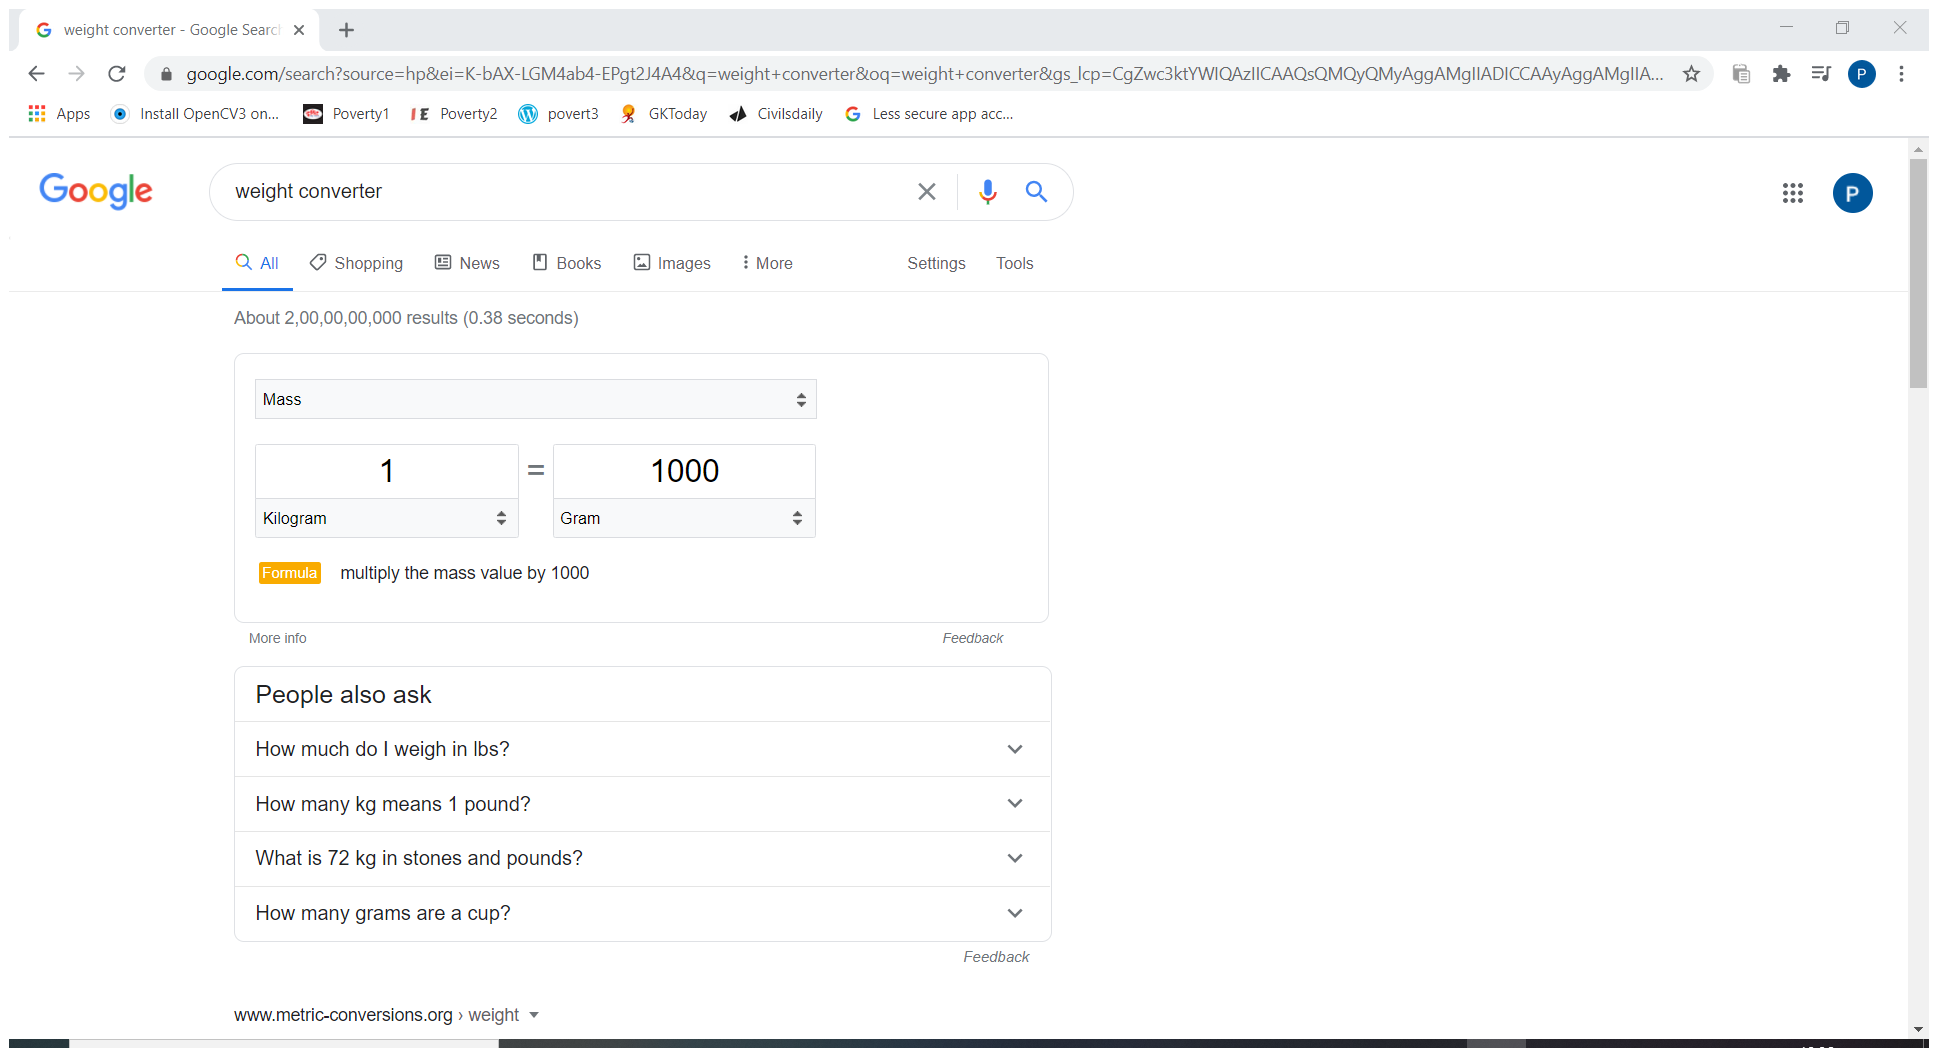 weight converter - Google Searc
google.com/search?source=hp&ei=K-bAX-LGM4ab4-EPgt2J4A4&q=weight+converter&oq=weight+converter&gs_lcp=CgZwc3ktYWIQAzIICAAQsQMQyQMyAggAMgIIADICCAAyAggAMgIIA...
P
Apps Install OpenCV3 on... Poverty1 IE Poverty2 povert3 GKToday Civilsdaily Less secure app acc...
Google weight converter P
All Shopping News Books Images More Settings Tools
About 2,00,00,00,000 results (0.38 seconds)
Mass
1 = 1000
Kilogram Gram
Formula multiply the mass value by 1000
More info Feedback
People also ask
How much do I weigh in lbs?
How many kg means 1 pound?
What is 72 kg in stones and pounds?
How many grams are a cup?
Feedback
www.metric-conversions.org › weight